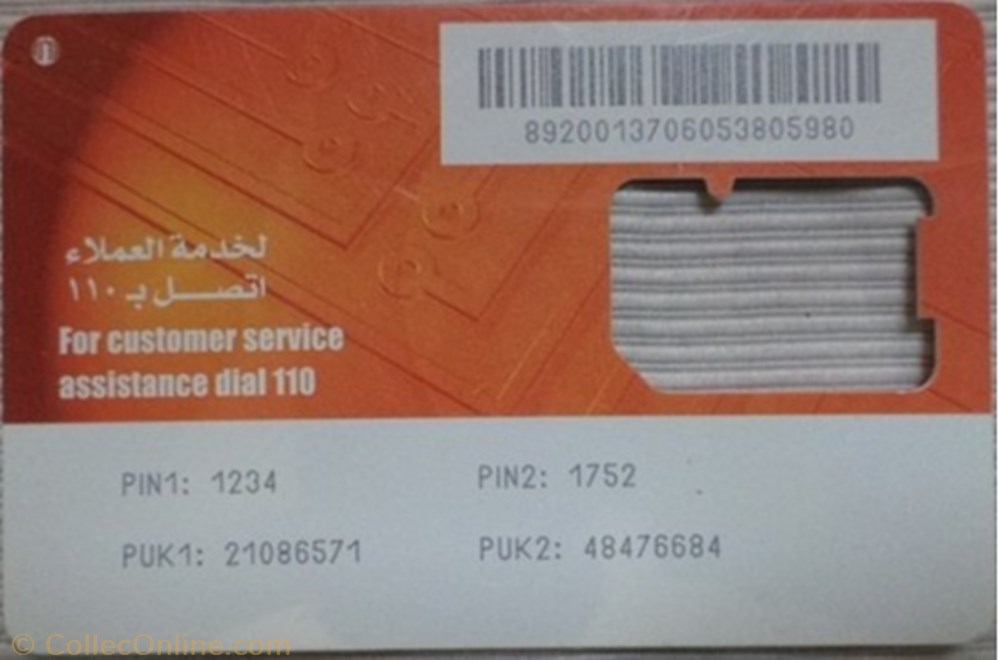 8920013706053805980
لخدمة العملاء
اتصل بـ ١١٠
For customer service
assistance dial 110
PIN1: 1234 PIN2: 1752
PUK1: 21086571 PUK2: 48476684
© CollecOnline.com